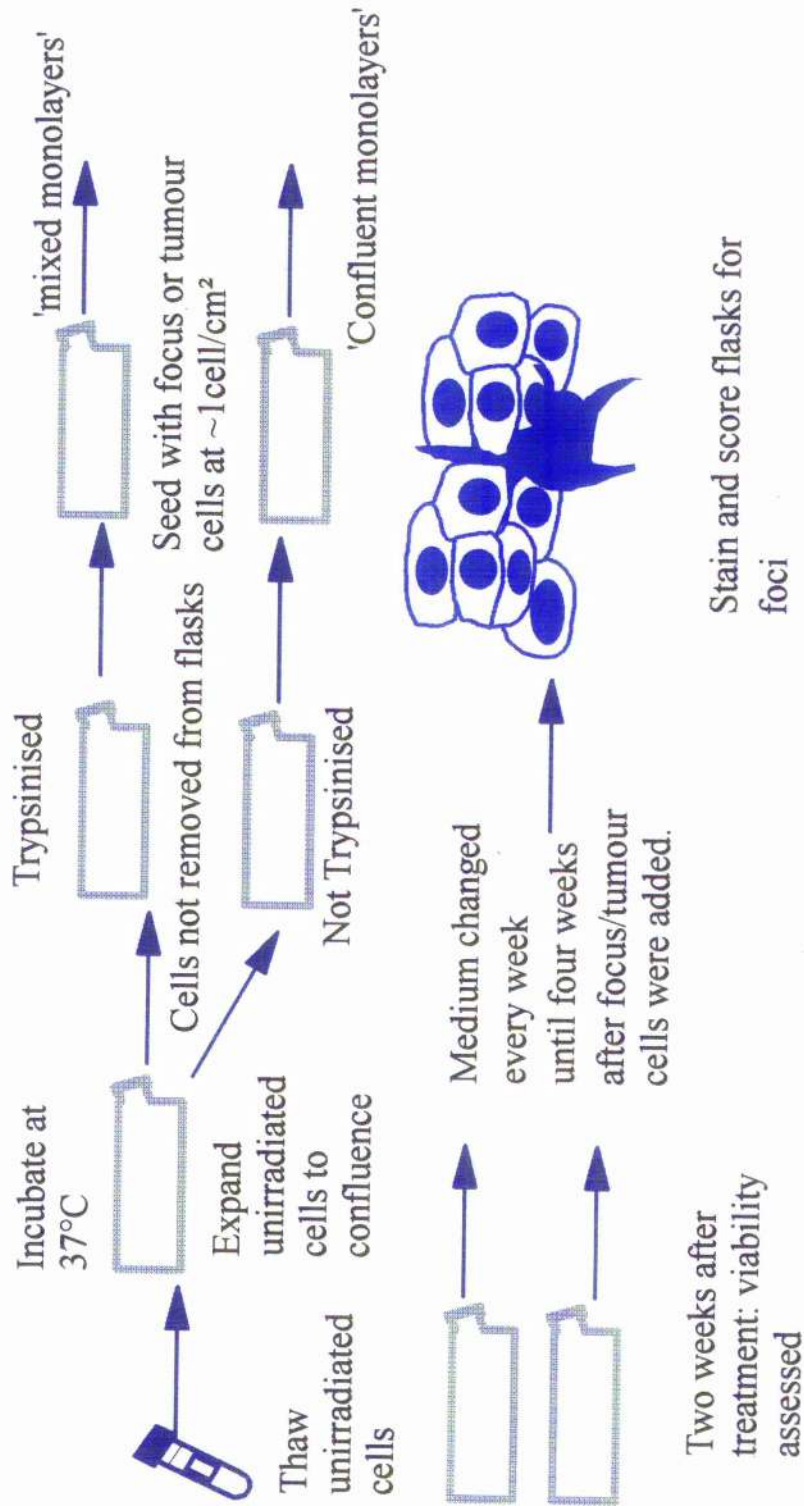 Thaw
unirradiated
cells
Incubate at
37°C
Expand
unirradiated
cells to
confluence
Trypsinised
Cells not removed from flasks
Not Trypsinised
Seed with focus or tumour
cells at ~1cell/cm²
'mixed monolayers'
'Confluent monolayers'
Two weeks after
treatment: viability
assessed
Medium changed
every week
until four weeks
after focus/tumour
cells were added.
Stain and score flasks for
foci